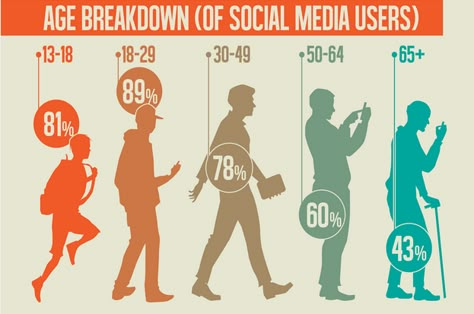 AGE BREAKDOWN (OF SOCIAL MEDIA USERS)
13-18 18-29 30-49 50-64 65+
89%
81%
78%
60%
43%